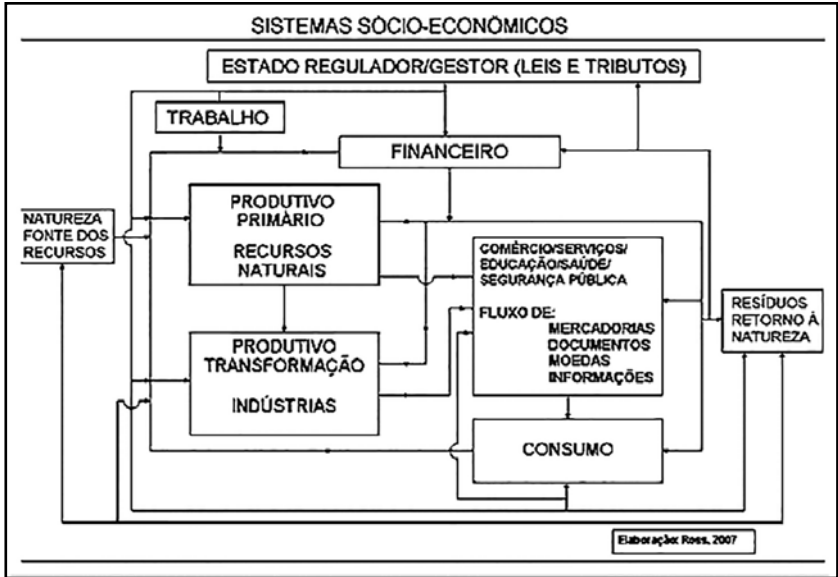 SISTEMAS SÓCIO-ECONÔMICOS
ESTADO REGULADOR/GESTOR (LEIS E TRIBUTOS)
TRABALHO
FINANCEIRO
NATUREZA
FONTE DOS
RECURSOS
PRODUTIVO
PRIMÁRIO
RECURSOS
NATURAIS
COMÉRCIO/SERVIÇOS/
EDUCAÇÃO/SAÚDE/
SEGURANÇA PÚBLICA
FLUXO DE:
MERCADORIAS
DOCUMENTOS
MOEDAS
INFORMAÇÕES
RESÍDUOS
RETORNO À
NATUREZA
PRODUTIVO
TRANSFORMAÇÃO
INDÚSTRIAS
CONSUMO
Elaboração: Ross, 2007